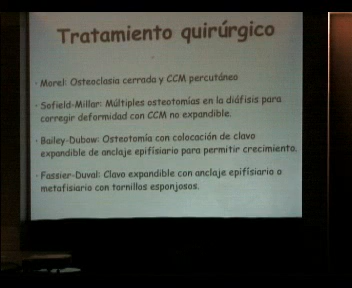 Tratamiento quirúrgico
- Morel: Osteoclasia cerrada y CCM percutáneo
- Sofield-Millar: Múltiples osteotomías en la diáfisis para
corregir deformidad con CCM no expandible.
- Bailey-Dubow: Osteotomía con colocación de clavo
expandible de anclaje epifisiario para permitir crecimiento.
- Fassier-Duval: Clavo expandible con anclaje epifisiario o
metafisiario con tornillos esponjosos.